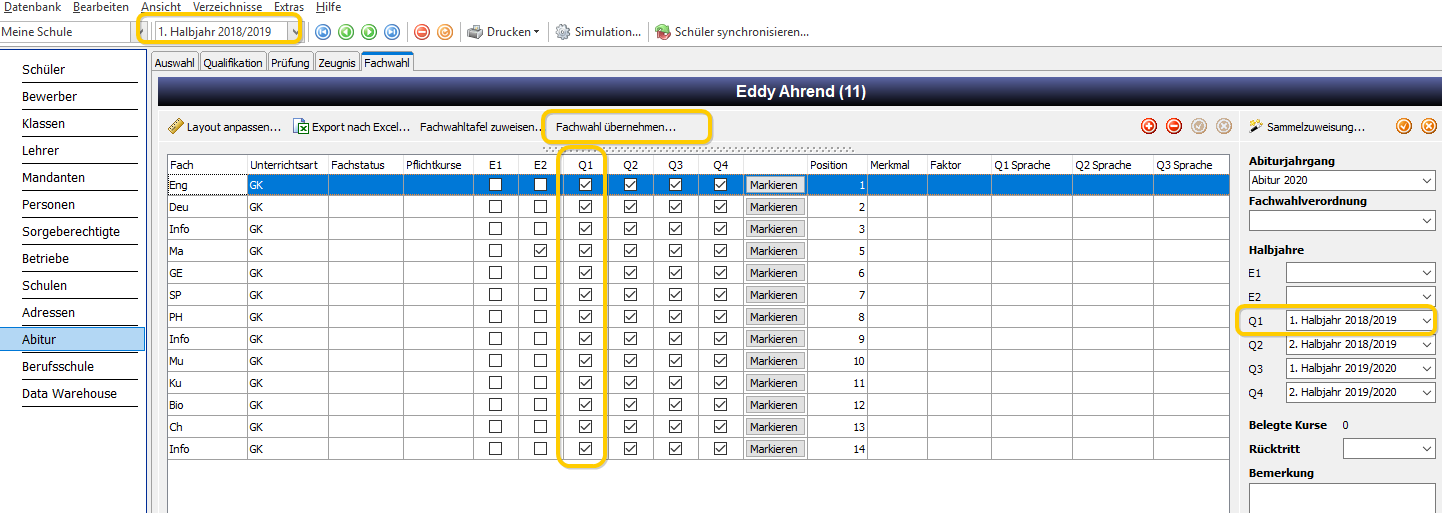 Datenbank Bearbeiten Ansicht Verzeichnisse Extras Hilfe
Meine Schule 1. Halbjahr 2018/2019 Drucken Simulation... Schüler synchronisieren...
Schüler
Bewerber
Klassen
Lehrer
Mandanten
Personen
Sorgeberechtigte
Betriebe
Schulen
Adressen
Abitur
Berufsschule
Data Warehouse
Auswahl Qualifikation Prüfung Zeugnis Fachwahl
Eddy Ahrend (11)
Layout anpassen... Export nach Excel... Fachwahltafel zuweisen... Fachwahl übernehmen...
Fach Unterrichtsart Fachstatus Pflichtkurse E1 E2 Q1 Q2 Q3 Q4 Position Merkmal Faktor Q1 Sprache Q2 Sprache Q3 Sprache
Eng GK Markieren 1
Deu GK Markieren 2
Info GK Markieren 3
Ma GK Markieren 5
GE GK Markieren 6
SP GK Markieren 7
PH GK Markieren 8
Info GK Markieren 9
Mu GK Markieren 10
Ku GK Markieren 11
Bio GK Markieren 12
Ch GK Markieren 13
Info GK Markieren 14
Sammelzuweisung...
Abiturjahrgang
Abitur 2020
Fachwahlverordnung
Halbjahre
E1
E2
Q1 1. Halbjahr 2018/2019
Q2 2. Halbjahr 2018/2019
Q3 1. Halbjahr 2019/2020
Q4 2. Halbjahr 2019/2020
Belegte Kurse 0
Rücktritt
Bemerkung